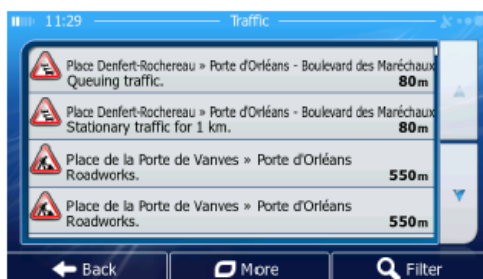 11:29
Traffic
Place Denfert-Rochereau » Porte d'Orléans - Boulevard des Maréchaux
Queuing traffic.
80m
Place Denfert-Rochereau » Porte d'Orléans - Boulevard des Maréchaux
Stationary traffic for 1 km.
80m
Place de la Porte de Vanves » Porte d'Orléans
Roadworks.
550m
Place de la Porte de Vanves » Porte d'Orléans
Roadworks.
550m
Back
More
Filter